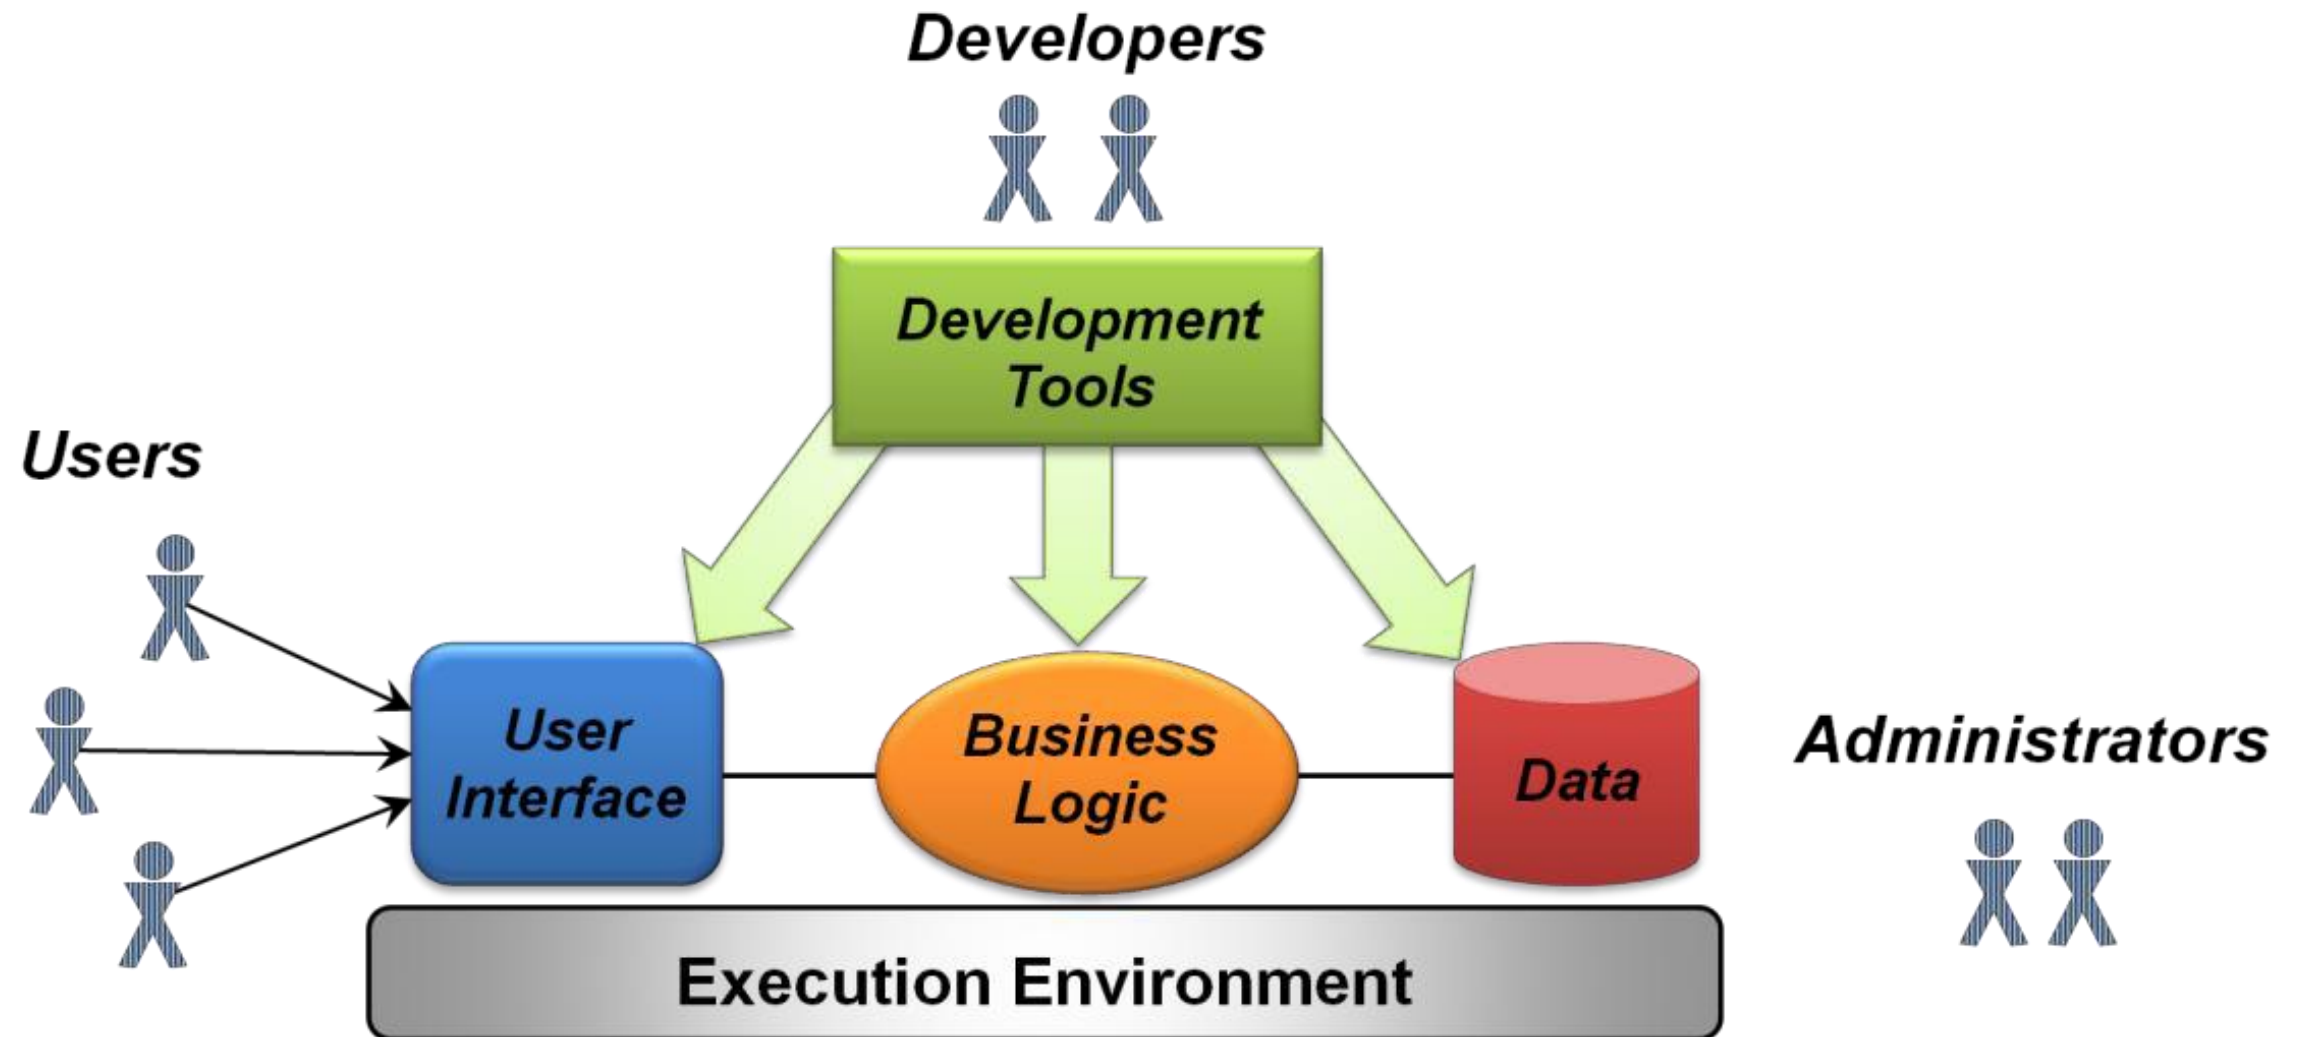 Developers
Development
Tools
Users
User
Interface
Business
Logic
Data
Administrators
Execution Environment